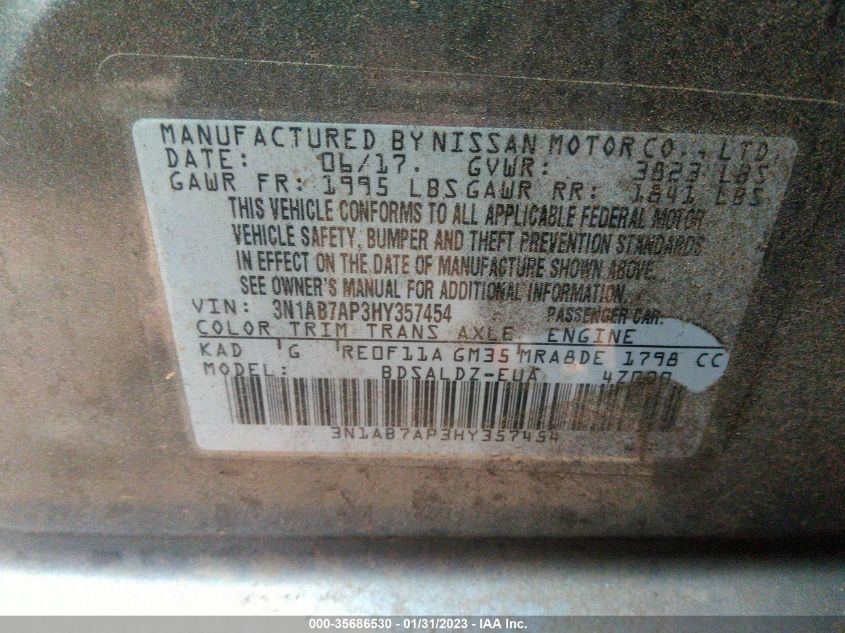 MANUFACTURED BY NISSAN MOTOR CO., LTD.
DATE: 06/17. GVWR: 3823 LBS
GAWR FR: 1995 LBS GAWR RR: 1841 LBS
THIS VEHICLE CONFORMS TO ALL APPLICABLE FEDERAL MOTOR
VEHICLE SAFETY, BUMPER AND THEFT PREVENTION STANDARDS
IN EFFECT ON THE DATE OF MANUFACTURE SHOWN ABOVE.
SEE OWNER'S MANUAL FOR ADDITIONAL INFORMATION.
VIN: 3N1AB7AP3HY357454 PASSENGER CAR.
COLOR TRIM TRANS AXLE ENGINE
KAD G RE0F11A GM35 MRA8DE 1798 CC
MODEL: BDSALDZ-EUA
3N1AB7AP3HY357454
000-35686530 - 01/31/2023 - IAA - Copart